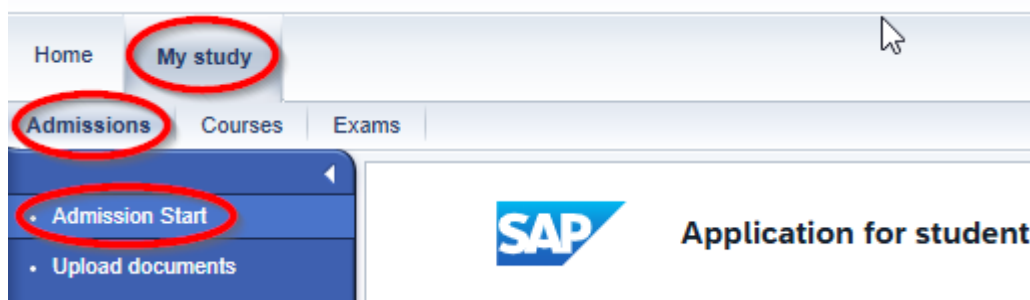 Home My study
Admissions Courses Exams
Admission Start
Upload documents
SAP Application for student